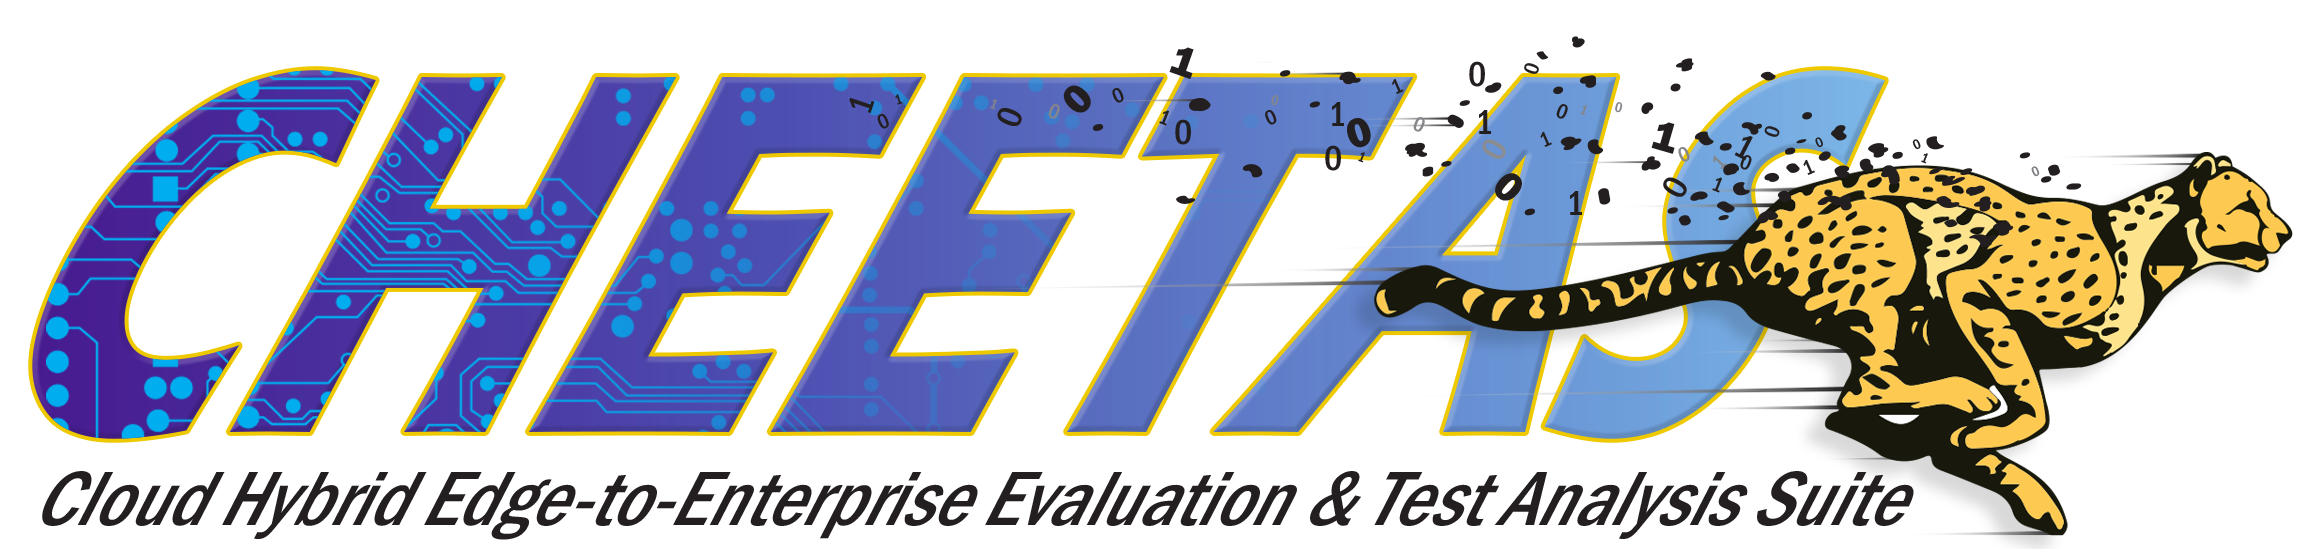 CHEETAS
Cloud Hybrid Edge-to-Enterprise Evaluation & Test Analysis Suite